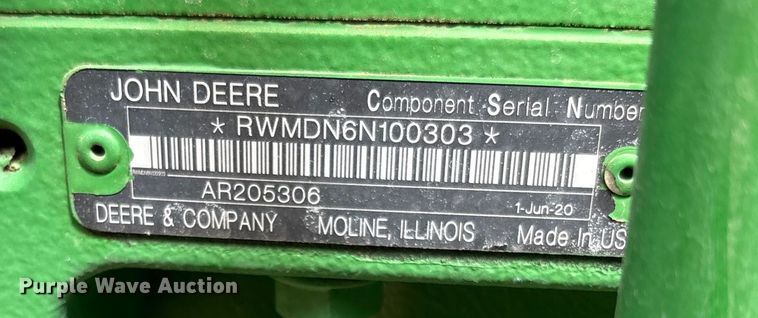 JOHN DEERE Component Serial Number
* RWMDN6N100303 *
AR205306 1-Jun-20
DEERE & COMPANY MOLINE, ILLINOIS Made In US
Purple Wave Auction